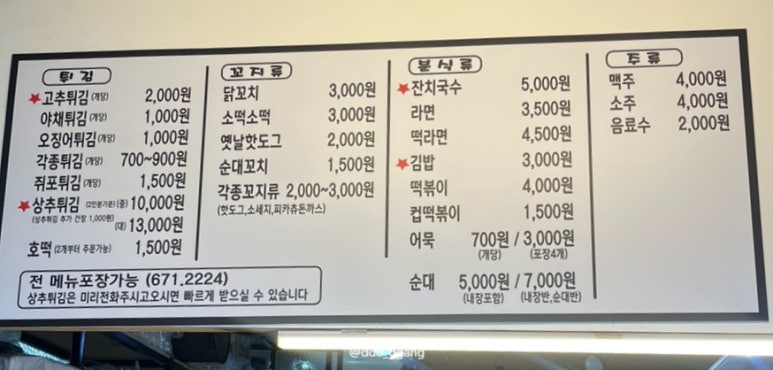 튀김
★고추튀김(개당) 2,000원
야채튀김(개당) 1,000원
오징어튀김(개당) 1,000원
각종튀김(개당) 700~900원
쥐포튀김(개당) 1,500원
★상추튀김(2인분기준)(중) 10,000원
(상추튀김 추가 간장 1,000원) (대) 13,000원
호떡(2개부터 주문가능) 1,500원
전 메뉴포장가능 (671.2224)
상추튀김은 미리전화주시고오시면 빠르게 받으실 수 있습니다
꼬지류
닭꼬치 3,000원
소떡소떡 3,000원
옛날핫도그 2,000원
순대꼬치 1,500원
각종꼬지류 2,000~3,000원
(핫도그,소세지,피카츄돈까스)
분식류
★잔치국수 5,000원
라면 3,500원
떡라면 4,500원
★김밥 3,000원
떡볶이 4,000원
컵떡볶이 1,500원
어묵 700원 / 3,000원
(개당) (포장4개)
순대 5,000원 / 7,000원
(내장포함) (내장반,순대반)
주류
맥주 4,000원
소주 4,000원
음료수 2,000원